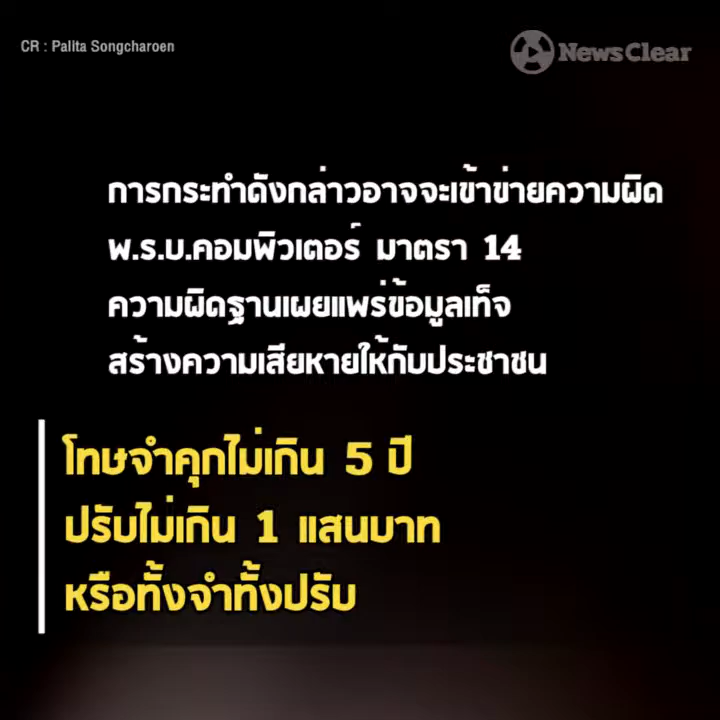 CR : Palita Songcharoen
NewsClear
การกระทำดังกล่าวอาจจะเข้าข่ายความผิด
พ.ร.บ.คอมพิวเตอร์ มาตรา 14
ความผิดฐานเผยแพร่ข้อมูลเท็จ
สร้างความเสียหายให้กับประชาชน
โทษจำคุกไม่เกิน 5 ปี
ปรับไม่เกิน 1 แสนบาท
หรือทั้งจำทั้งปรับ